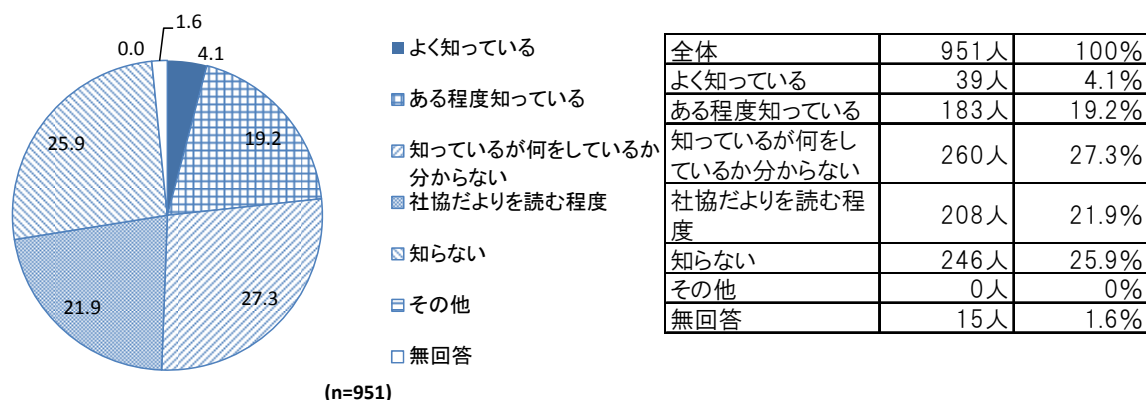 1.6
0.0
4.1
19.2
25.9
27.3
21.9
(n=951)
よく知っている
ある程度知っている
知っているが何をしているか
分からない
社協だよりを読む程度
知らない
その他
無回答
全体 951人 100%
よく知っている 39人 4.1%
ある程度知っている 183人 19.2%
知っているが何をし
ているか分からない 260人 27.3%
社協だよりを読む程
度 208人 21.9%
知らない 246人 25.9%
その他 0人 0%
無回答 15人 1.6%